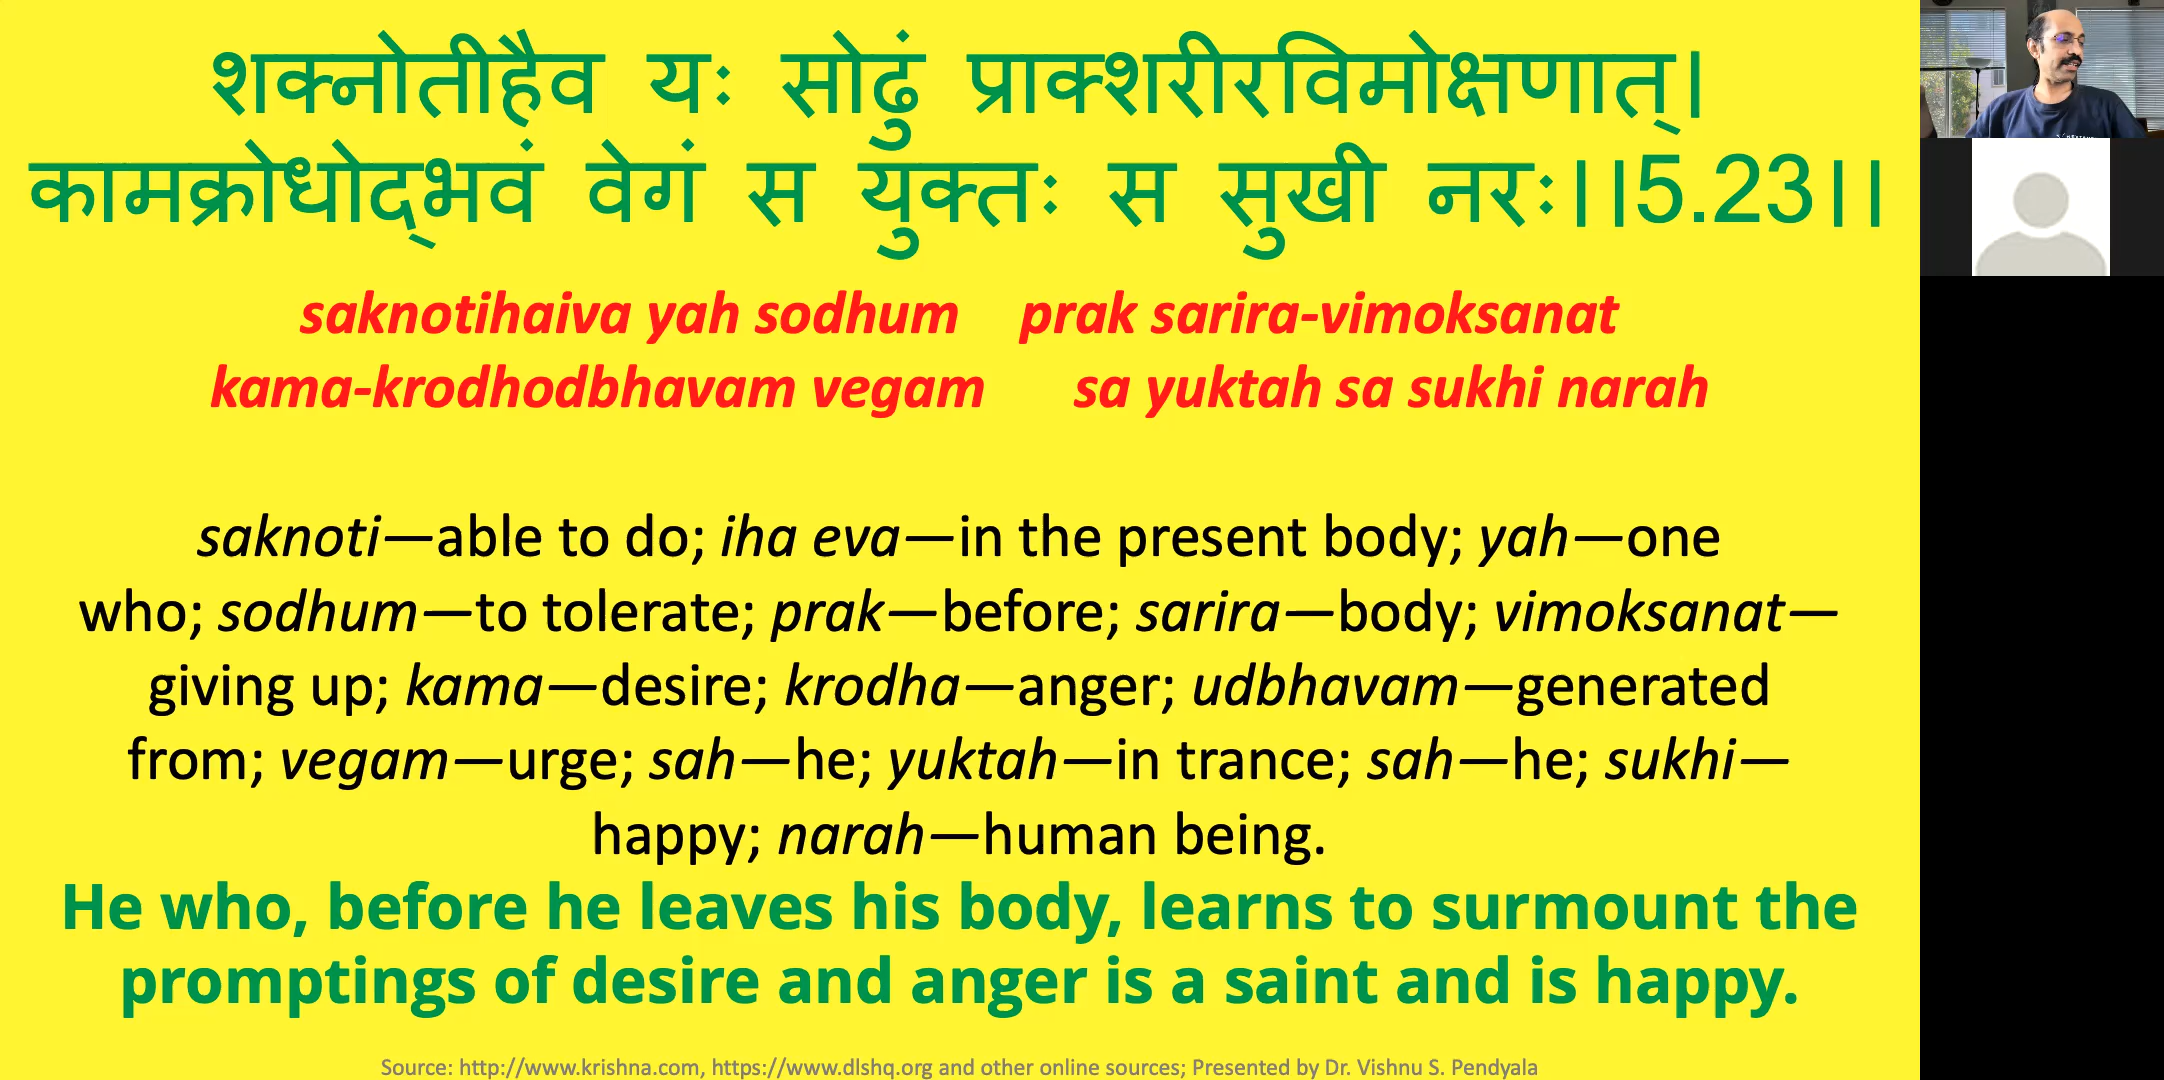 शक्नोतीहैव यः सोढुं प्राक्शरीरविमोक्षणात्।
कामक्रोधोद्भवं वेगं स युक्तः स सुखी नरः।।5.23।।
saknotihaiva yah sodhum prak sarira-vimoksanat
kama-krodhodbhavam vegam sa yuktah sa sukhi narah
saknoti—able to do; iha eva—in the present body; yah—one
who; sodhum—to tolerate; prak—before; sarira—body; vimoksanat—
giving up; kama—desire; krodha—anger; udbhavam—generated
from; vegam—urge; sah—he; yuktah—in trance; sah—he; sukhi—
happy; narah—human being.
He who, before he leaves his body, learns to surmount the
promptings of desire and anger is a saint and is happy.
Source: http://www.krishna.com, https://www.dlshq.org and other online sources; Presented by Dr. Vishnu S. Pendyala